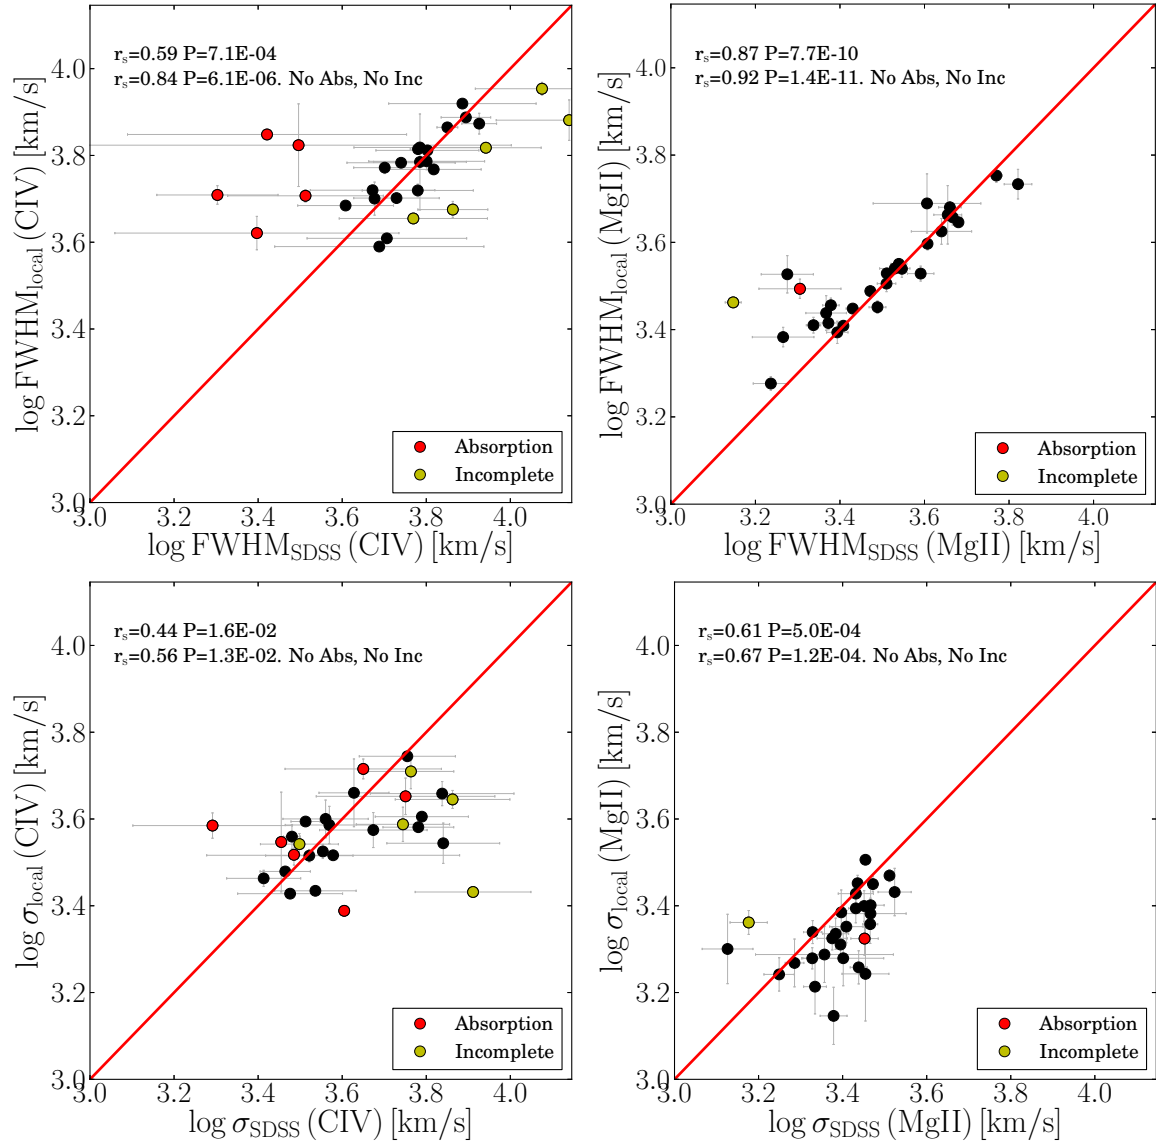 r_s=0.59 P=7.1E-04
r_s=0.84 P=6.1E-06. No Abs, No Inc
log FWHM_local (CIV) [km/s]
4.0
3.8
3.6
3.4
3.2
3.0
Absorption
Incomplete
3.0 3.2 3.4 3.6 3.8 4.0
log FWHM_SDSS (CIV) [km/s]
r_s=0.87 P=7.7E-10
r_s=0.92 P=1.4E-11. No Abs, No Inc
log FWHM_local (MgII) [km/s]
4.0
3.8
3.6
3.4
3.2
3.0
Absorption
Incomplete
3.0 3.2 3.4 3.6 3.8 4.0
log FWHM_SDSS (MgII) [km/s]
r_s=0.44 P=1.6E-02
r_s=0.56 P=1.3E-02. No Abs, No Inc
log σ_local (CIV) [km/s]
4.0
3.8
3.6
3.4
3.2
3.0
Absorption
Incomplete
3.0 3.2 3.4 3.6 3.8 4.0
log σ_SDSS (CIV) [km/s]
r_s=0.61 P=5.0E-04
r_s=0.67 P=1.2E-04. No Abs, No Inc
log σ_local (MgII) [km/s]
4.0
3.8
3.6
3.4
3.2
3.0
Absorption
Incomplete
3.0 3.2 3.4 3.6 3.8 4.0
log σ_SDSS (MgII) [km/s]